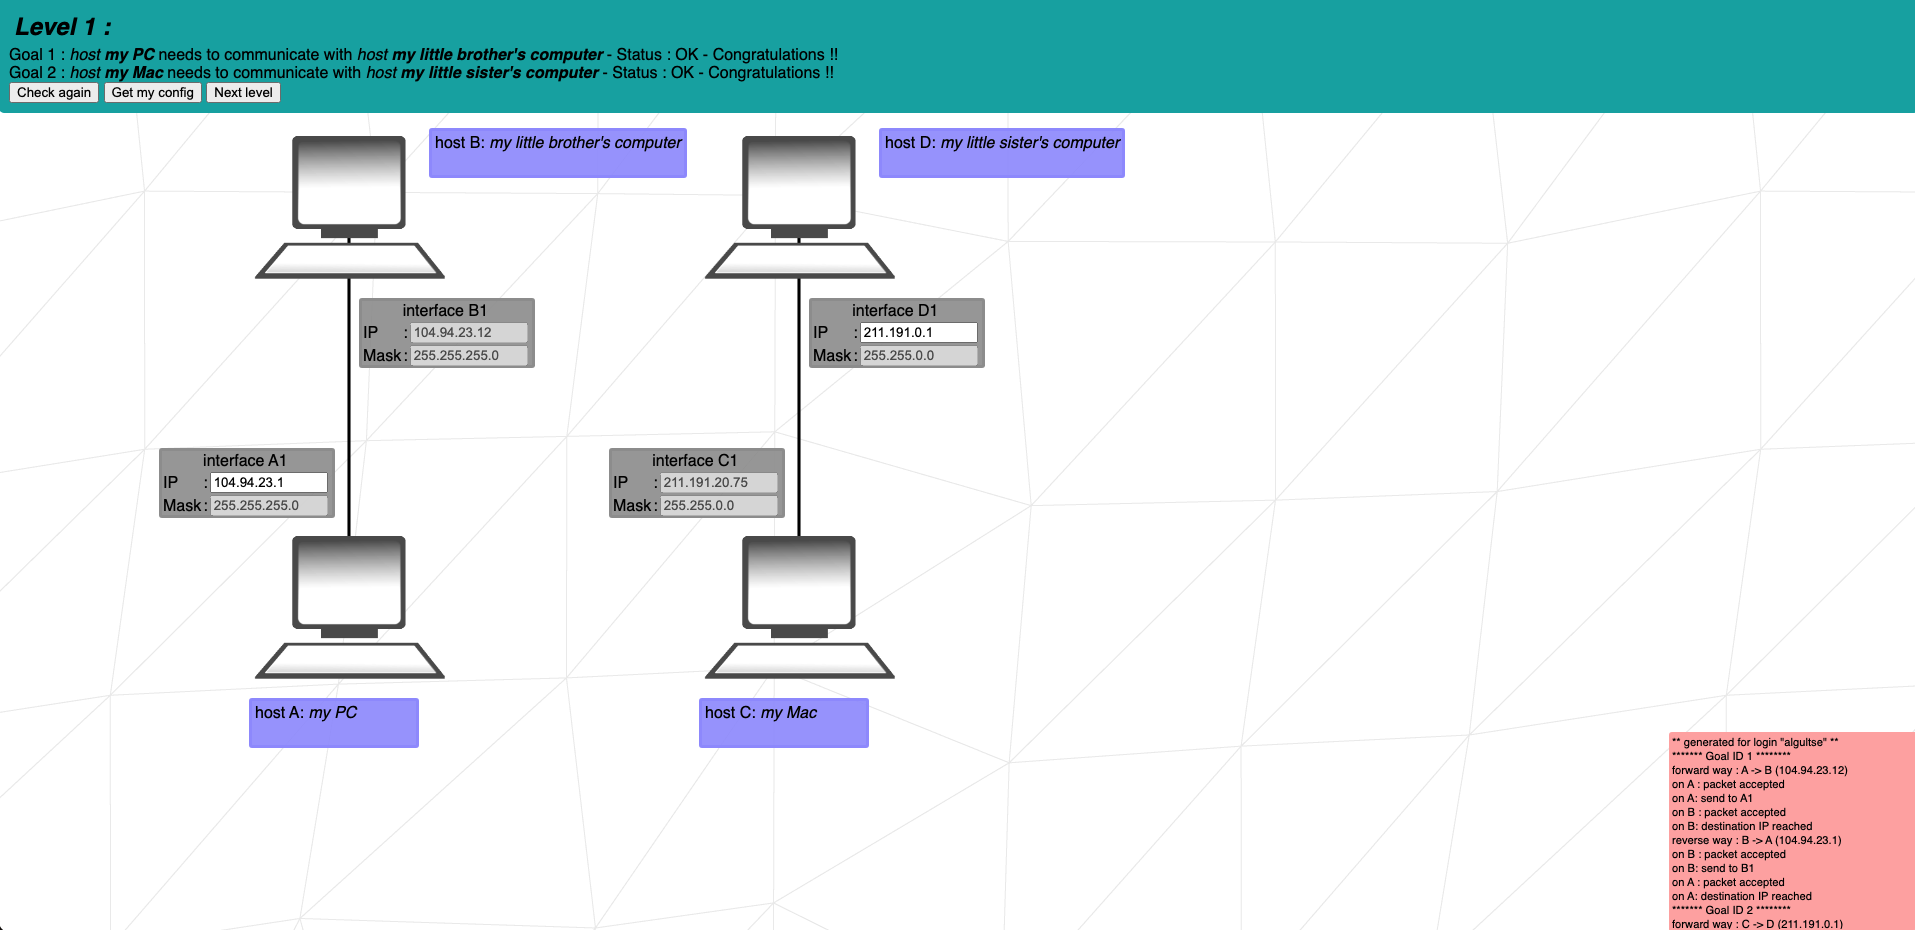 Level 1 :
Goal 1 : host my PC needs to communicate with host my little brother's computer - Status : OK - Congratulations !!
Goal 2 : host my Mac needs to communicate with host my little sister's computer - Status : OK - Congratulations !!
Check again Get my config Next level
host B: my little brother's computer
host D: my little sister's computer
interface B1
IP : 104.94.23.12
Mask : 255.255.255.0
interface D1
IP : 211.191.0.1
Mask : 255.255.0.0
interface A1
IP : 104.94.23.1
Mask : 255.255.255.0
interface C1
IP : 211.191.20.75
Mask : 255.255.0.0
host A: my PC
host C: my Mac
** generated for login "algultse" **
******* Goal ID 1 ********
forward way : A -> B (104.94.23.12)
on A : packet accepted
on A: send to A1
on B : packet accepted
on B: destination IP reached
reverse way : B -> A (104.94.23.1)
on B : packet accepted
on B: send to B1
on A : packet accepted
on A: destination IP reached
******* Goal ID 2 ********
forward way : C -> D (211.191.0.1)